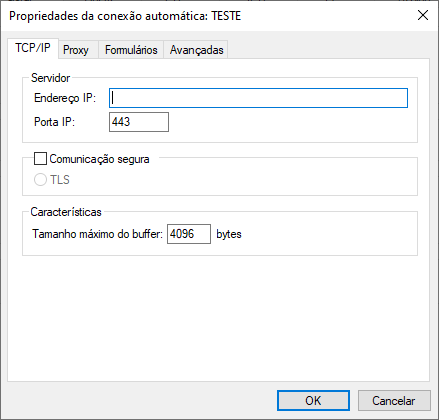 Propriedades da conexão automática: TESTE
TCP/IP Proxy Formulários Avançadas
Servidor
Endereço IP:
Porta IP: 443
Comunicação segura
TLS
Características
Tamanho máximo do buffer: 4096 bytes
OK Cancelar